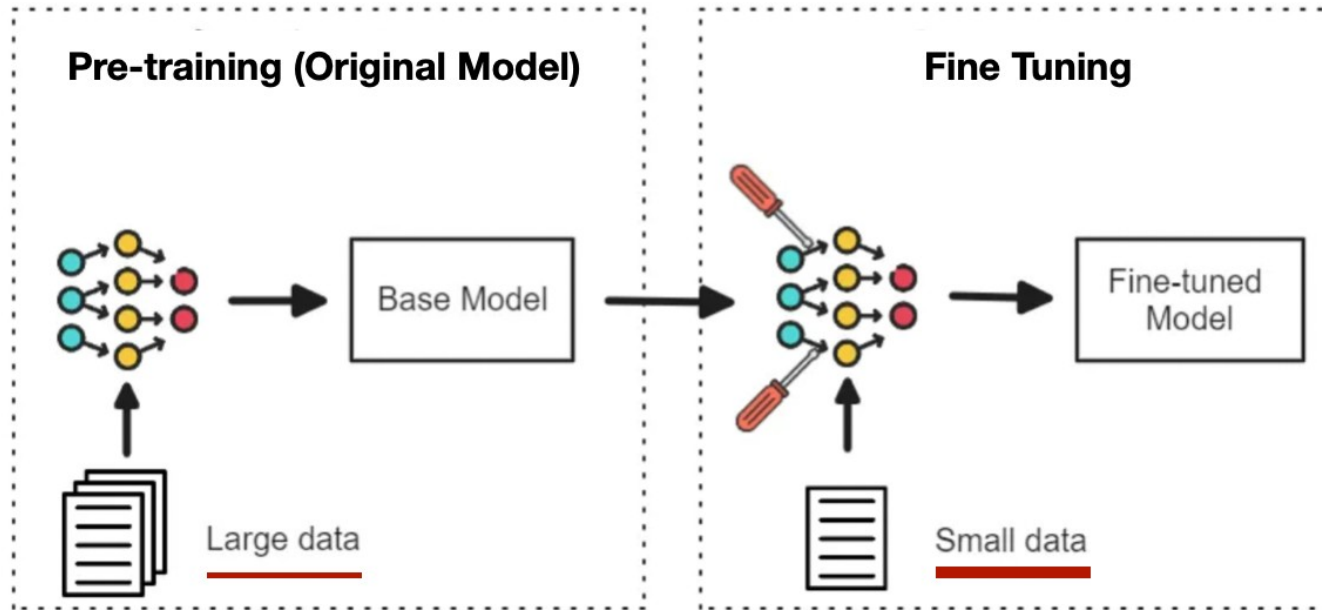 Pre-training (Original Model)
Base Model
Large data
Fine Tuning
Fine-tuned
Model
Small data